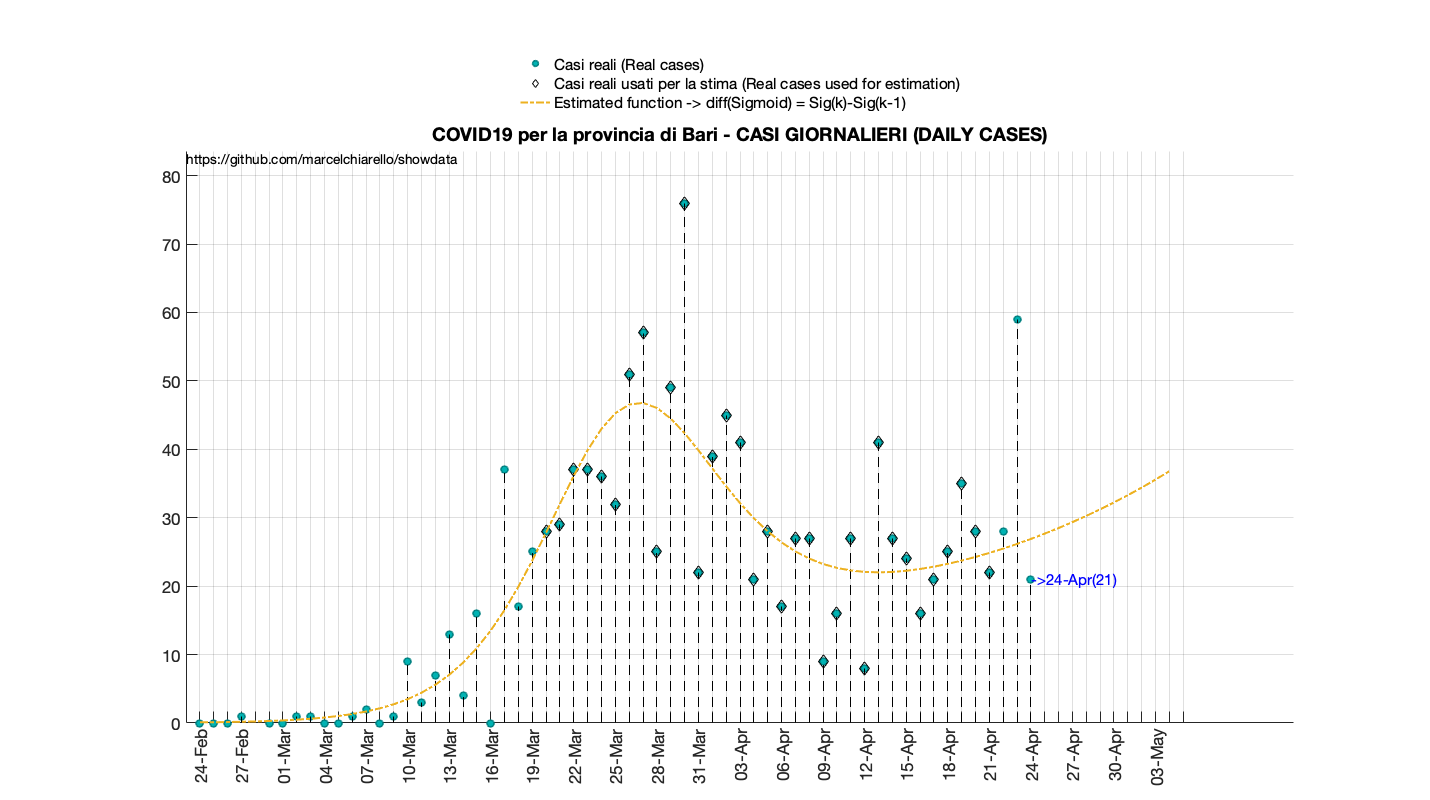 Casi reali (Real cases)
Casi reali usati per la stima (Real cases used for estimation)
Estimated function -> diff(Sigmoid) = Sig(k)-Sig(k-1)
COVID19 per la provincia di Bari - CASI GIORNALIERI (DAILY CASES)
https://github.com/marcelchiarello/showdata
80
70
60
50
40
30
20
10
0
->24-Apr(21)
24-Feb
27-Feb
01-Mar
04-Mar
07-Mar
10-Mar
13-Mar
16-Mar
19-Mar
22-Mar
25-Mar
28-Mar
31-Mar
03-Apr
06-Apr
09-Apr
12-Apr
15-Apr
18-Apr
21-Apr
24-Apr
27-Apr
30-Apr
03-May